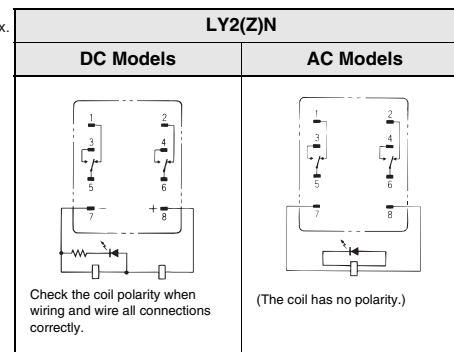 x.
LY2(Z)N
DC Models
AC Models
1 2
3 4
5 6
7 + 8
1 2
3 4
5 6
7 8
Check the coil polarity when
wiring and wire all connections
correctly.
(The coil has no polarity.)